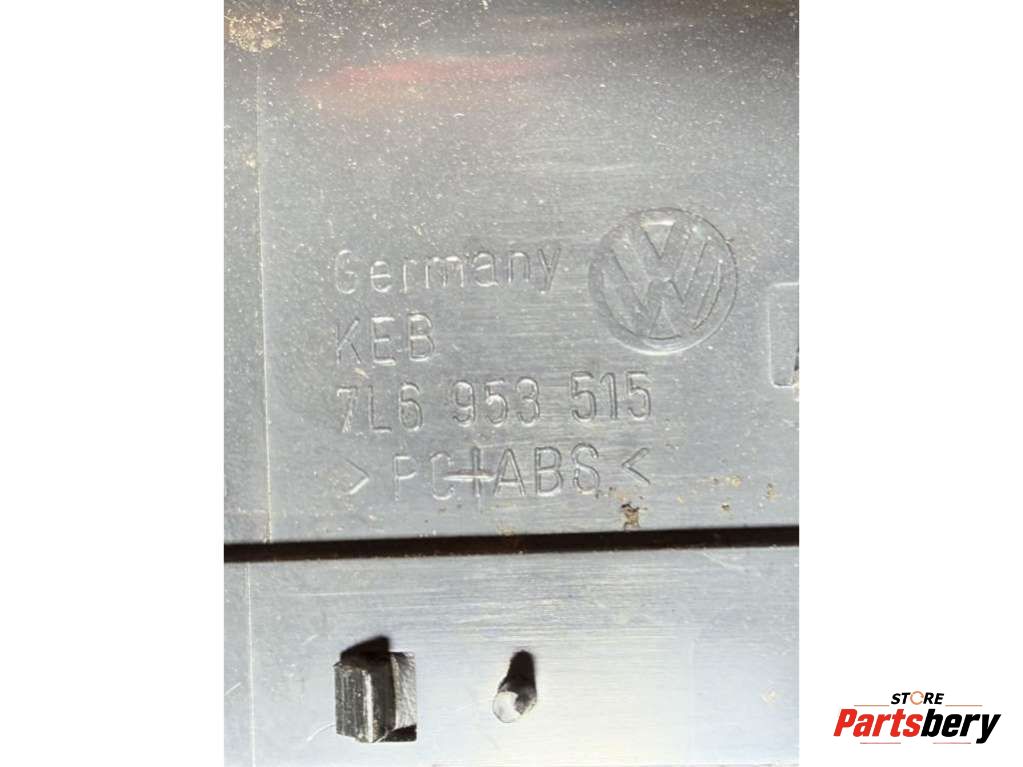 Germany
KEB
7L6 953 515
>PC+ABS<
STORE
Partsbery